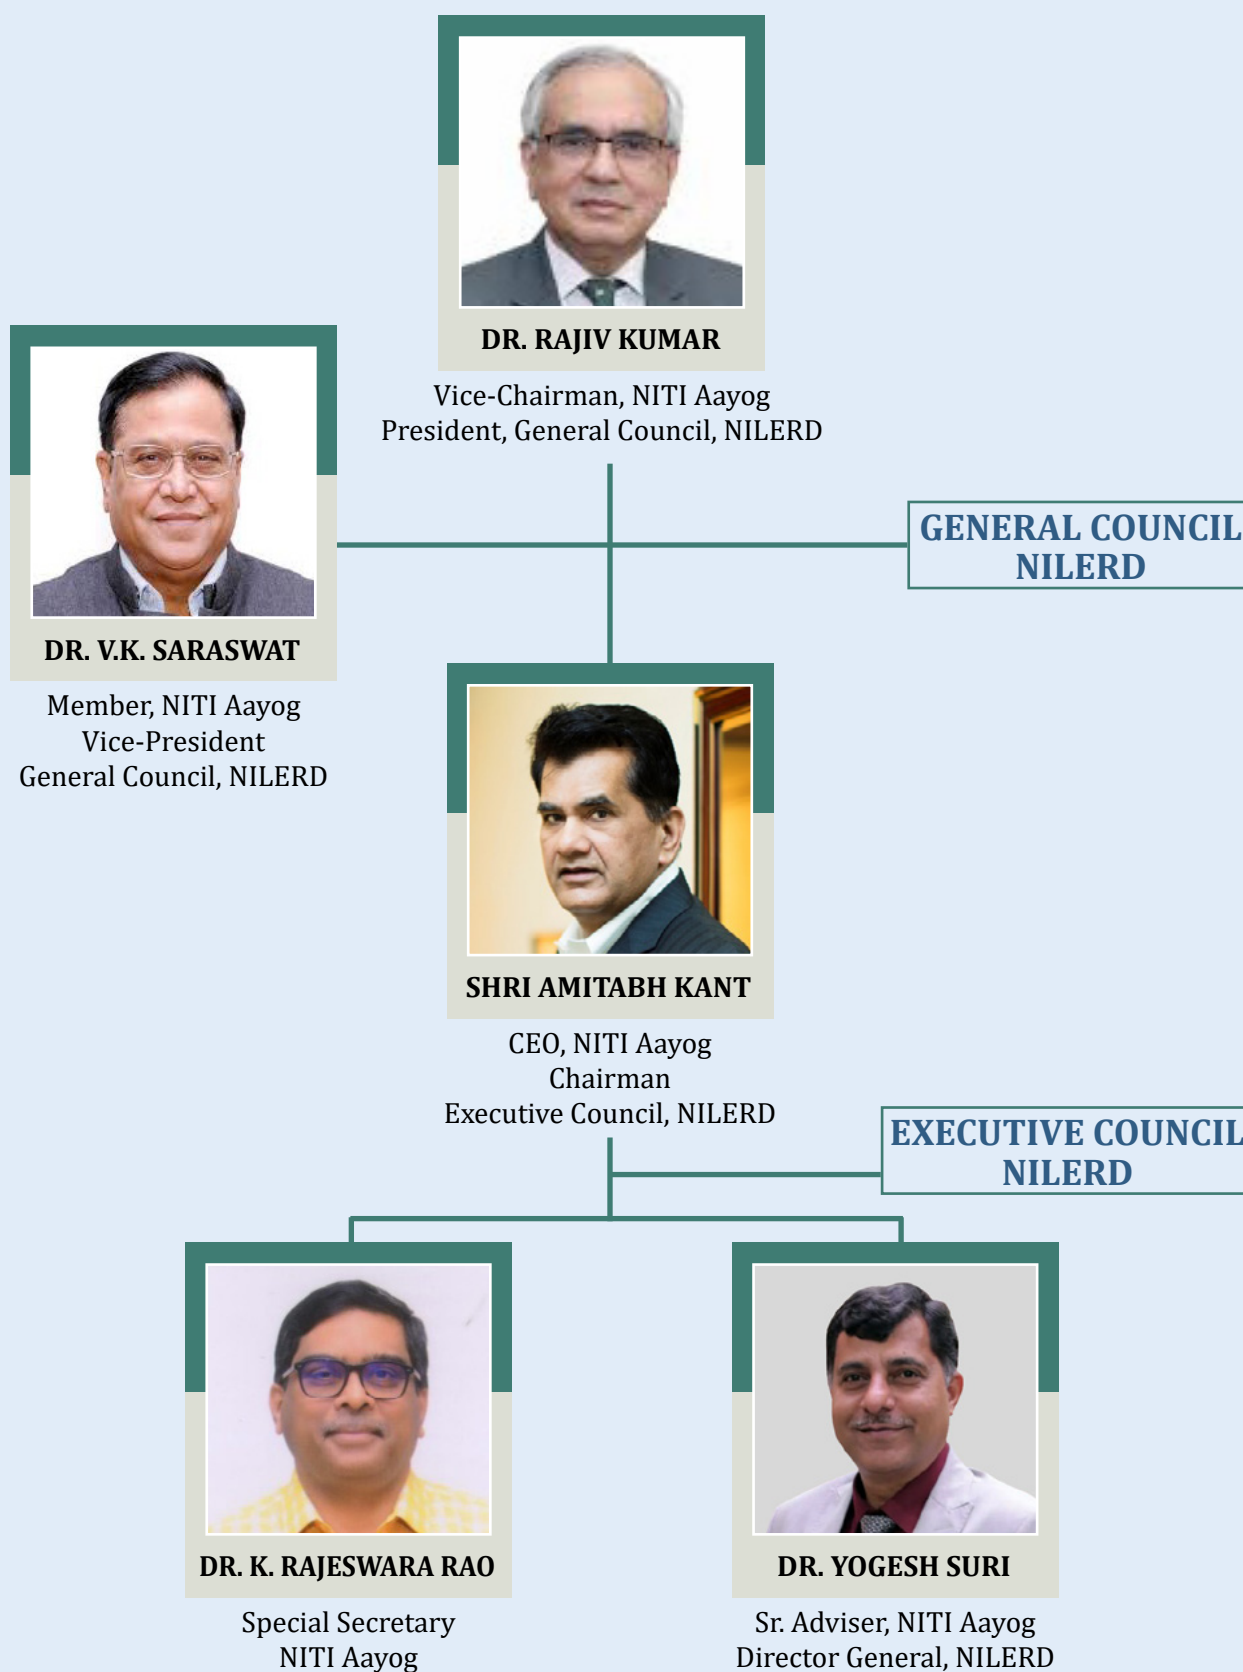 DR. RAJIV KUMAR
Vice-Chairman, NITI Aayog
President, General Council, NILERD
GENERAL COUNCIL
NILERD
DR. V.K. SARASWAT
Member, NITI Aayog
Vice-President
General Council, NILERD
SHRI AMITABH KANT
CEO, NITI Aayog
Chairman
Executive Council, NILERD
EXECUTIVE COUNCIL
NILERD
DR. K. RAJESWARA RAO
Special Secretary
NITI Aayog
DR. YOGESH SURI
Sr. Adviser, NITI Aayog
Director General, NILERD